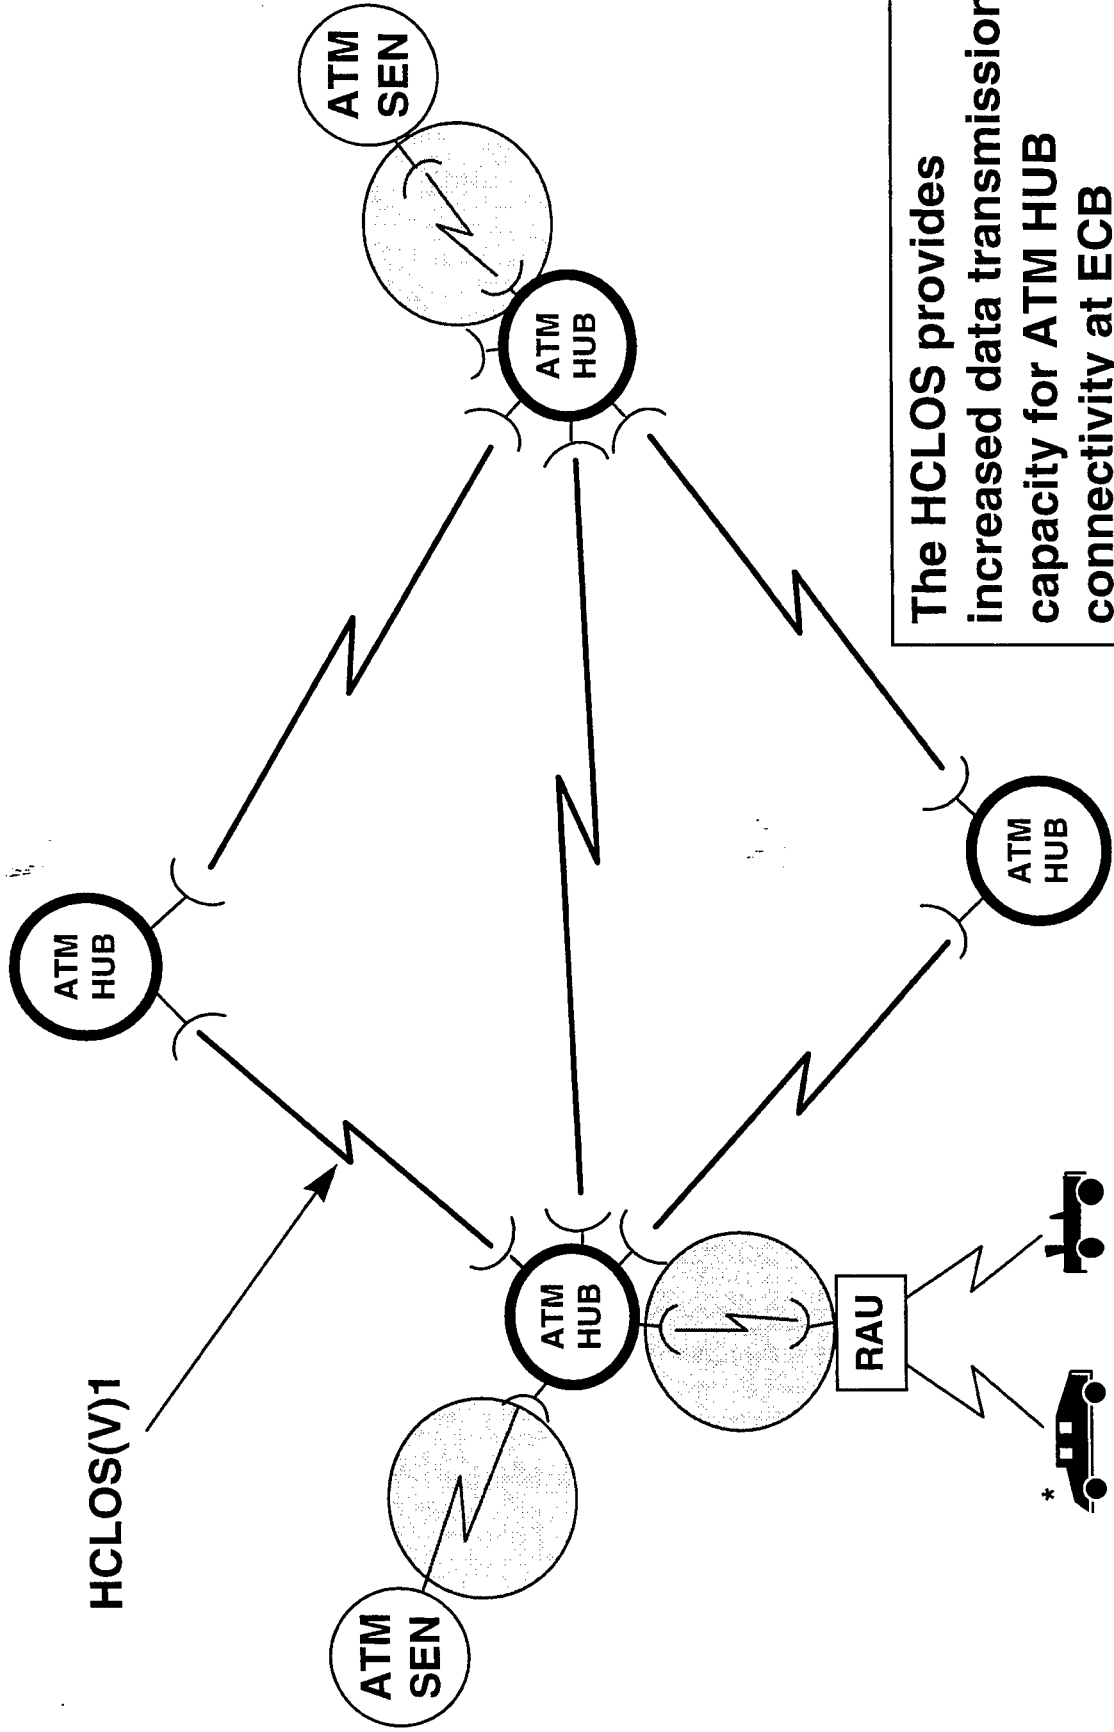 HCLOS(V)1
ATM
SEN
ATM
HUB
ATM
HUB
ATM
HUB
ATM
SEN
ATM
HUB
RAU
*
The HCLOS provides
increased data transmission
capacity for ATM HUB
connectivity at ECB